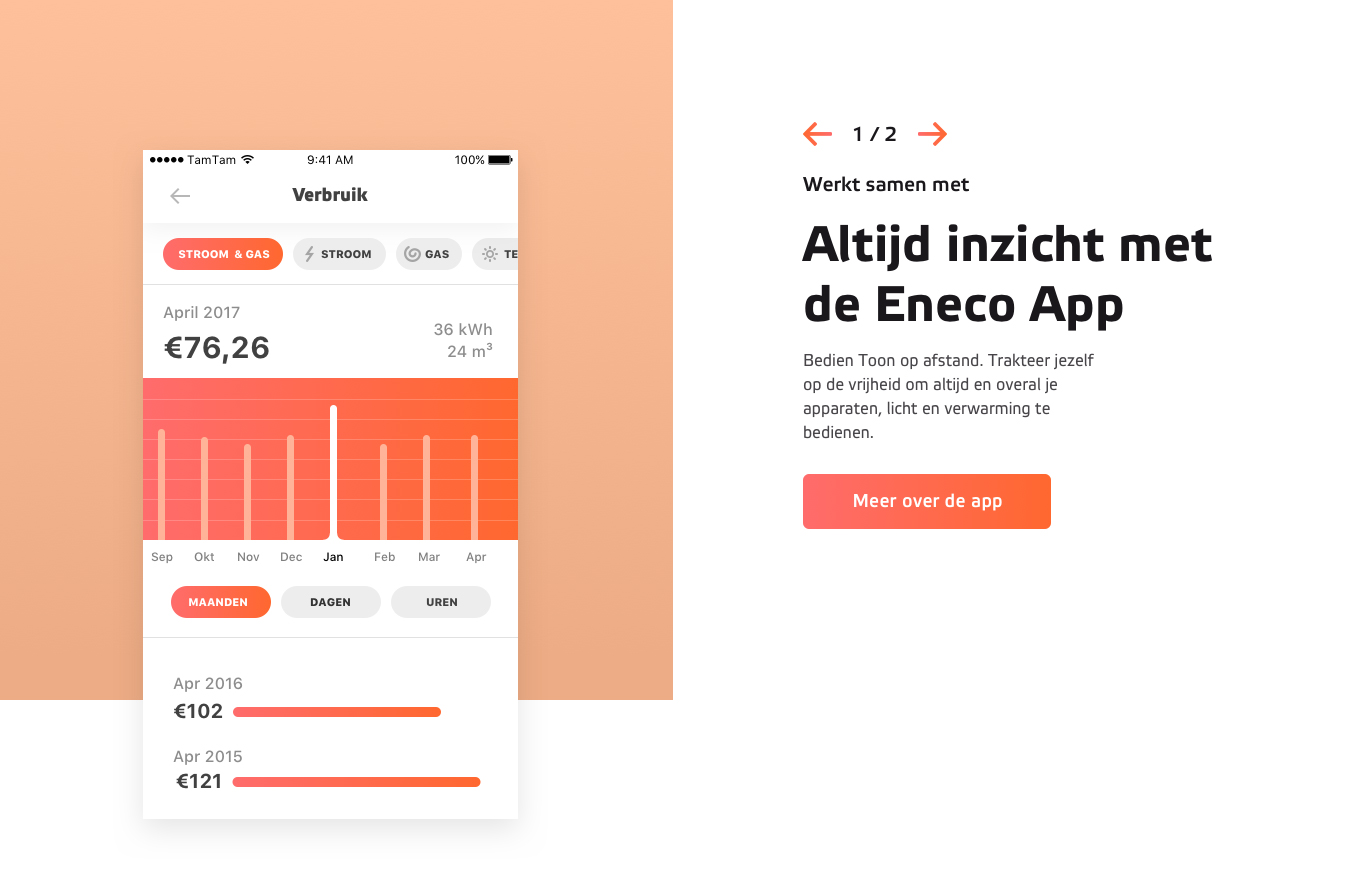 TamTam 9:41 AM 100%
Verbruik
STROOM & GAS STROOM GAS TE
April 2017
€76,26
36 kWh
24 m³
Sep Okt Nov Dec Jan Feb Mar Apr
MAANDEN DAGEN UREN
Apr 2016
€102
Apr 2015
€121
1 / 2
Werkt samen met
Altijd inzicht met
de Eneco App
Bedien Toon op afstand. Trakteer jezelf
op de vrijheid om altijd en overal je
apparaten, licht en verwarming te
bedienen.
Meer over de app